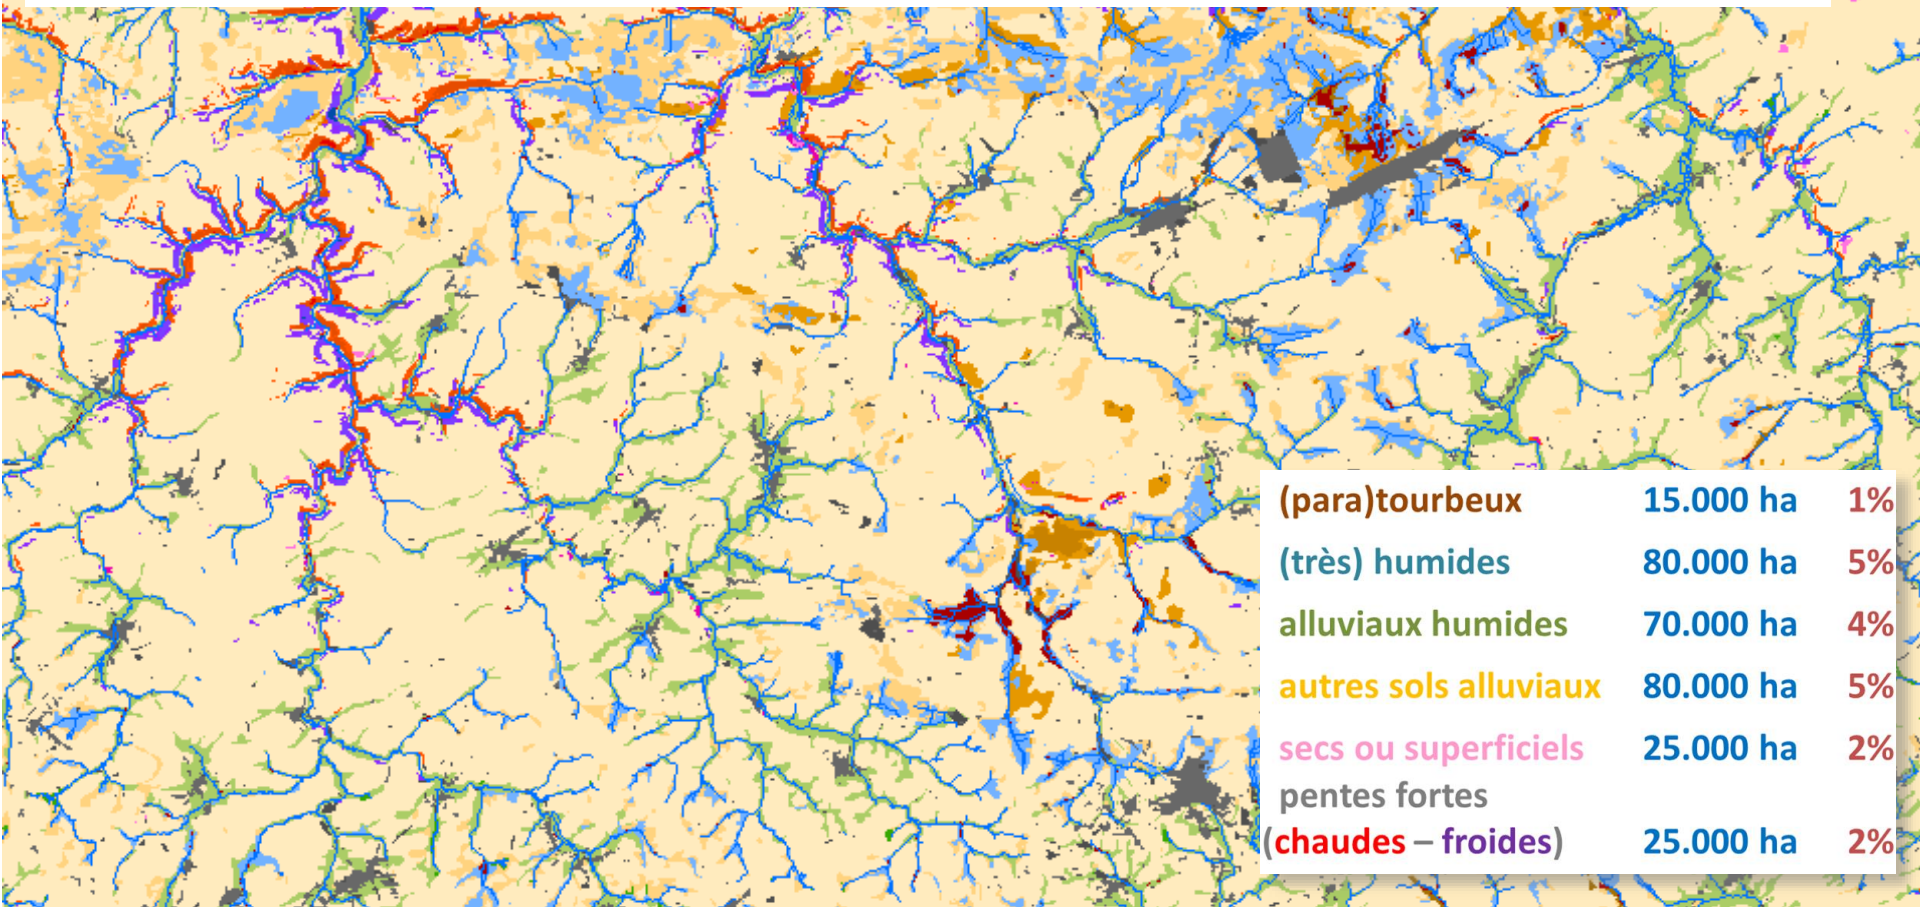 (para)tourbeux 15.000 ha 1%
(très) humides 80.000 ha 5%
alluviaux humides 70.000 ha 4%
autres sols alluviaux 80.000 ha 5%
secs ou superficiels 25.000 ha 2%
pentes fortes
(chaudes – froides) 25.000 ha 2%